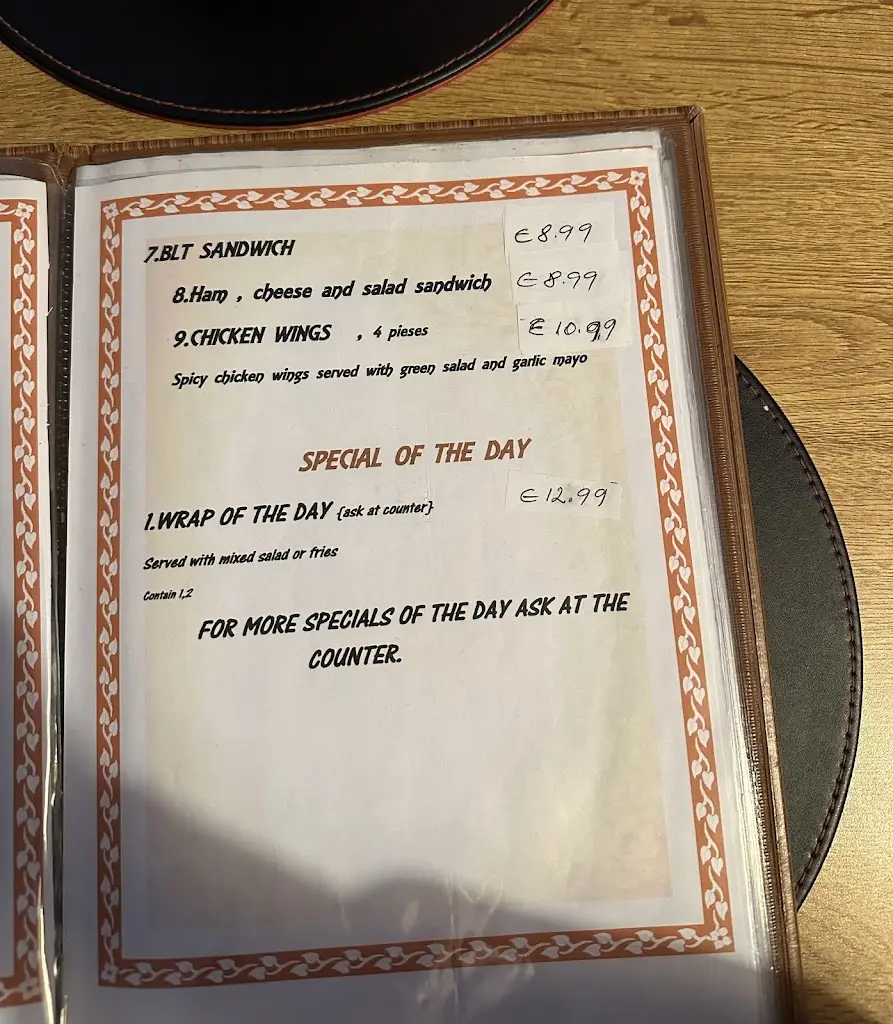 7.BLT SANDWICH €8.99
8.Ham , cheese and salad sandwich €8.99
9.CHICKEN WINGS , 4 pieses €10.99
Spicy chicken wings served with green salad and garlic mayo
SPECIAL OF THE DAY
1.WRAP OF THE DAY {ask at counter} €12.99
Served with mixed salad or fries
Contain 1,2
FOR MORE SPECIALS OF THE DAY ASK AT THE
COUNTER.